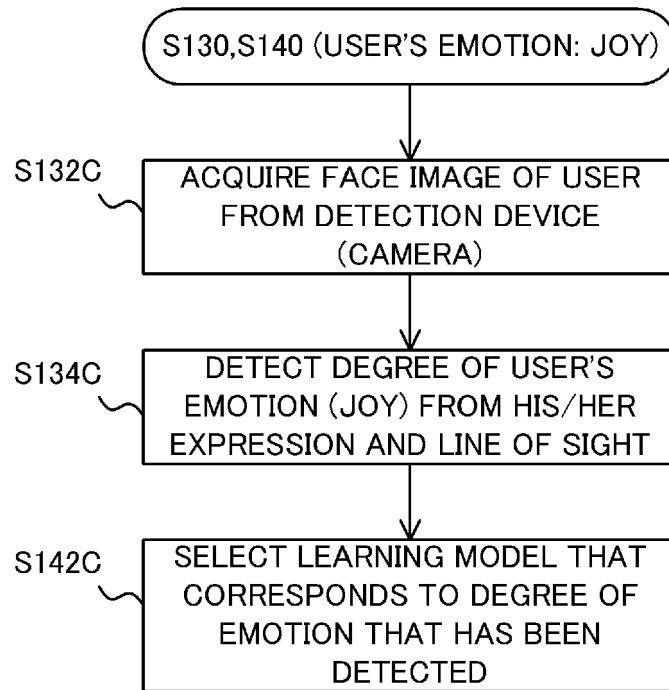 S130,S140 (USER'S EMOTION: JOY)
S132C
ACQUIRE FACE IMAGE OF USER
FROM DETECTION DEVICE
(CAMERA)
S134C
DETECT DEGREE OF USER'S
EMOTION (JOY) FROM HIS/HER
EXPRESSION AND LINE OF SIGHT
S142C
SELECT LEARNING MODEL THAT
CORRESPONDS TO DEGREE OF
EMOTION THAT HAS BEEN
DETECTED